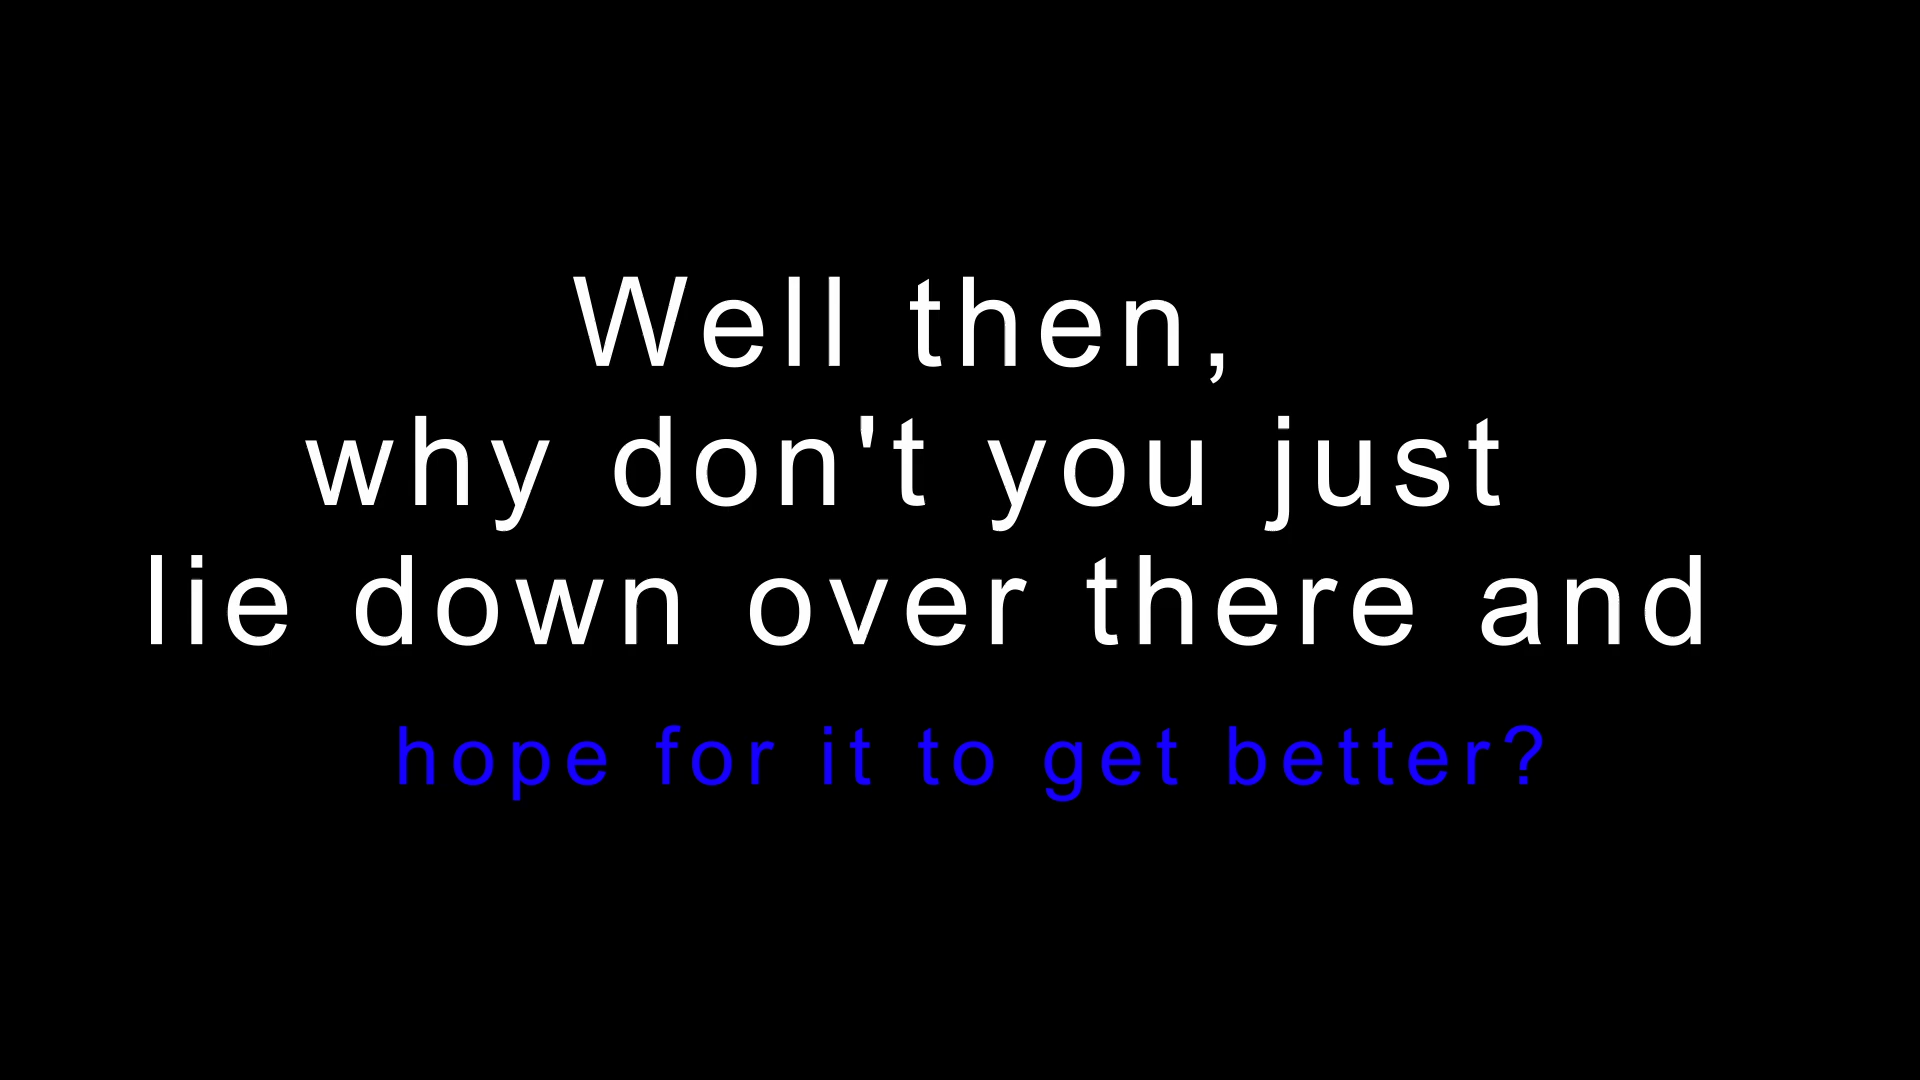 Well then,
why don't you just
lie down over there and
hope for it to get better?